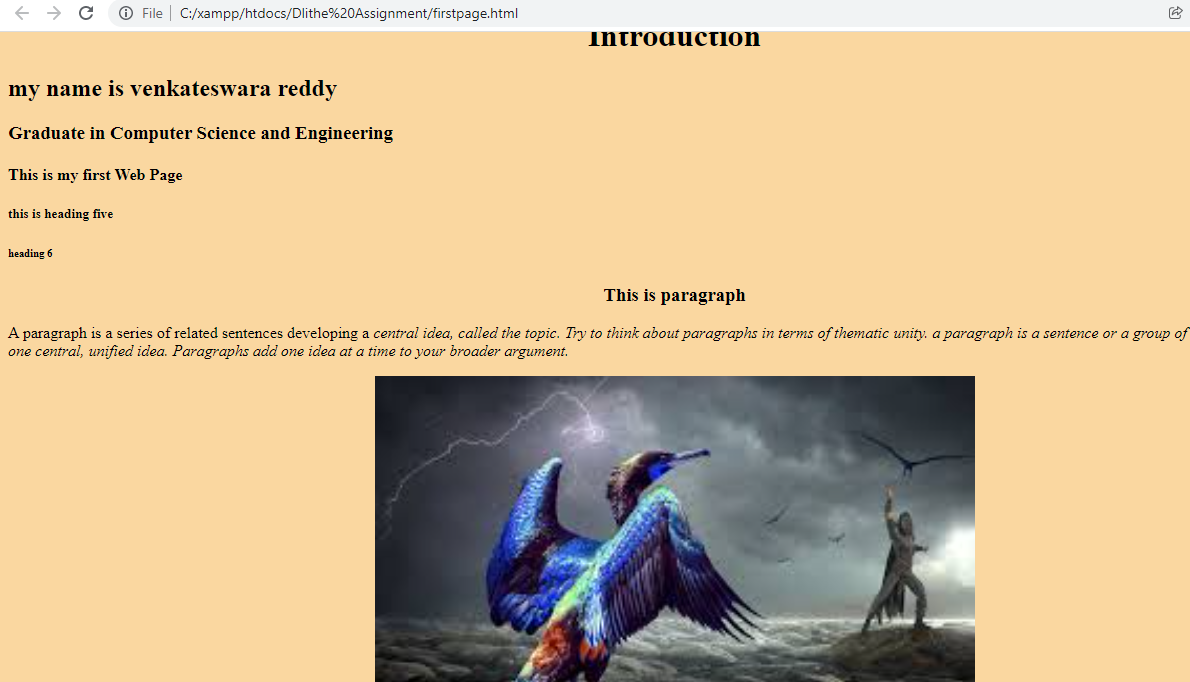 File | C:/xampp/htdocs/Dlithe%20Assignment/firstpage.html
Introduction
my name is venkateswara reddy
Graduate in Computer Science and Engineering
This is my first Web Page
this is heading five
heading 6
This is paragraph
A paragraph is a series of related sentences developing a central idea, called the topic. Try to think about paragraphs in terms of thematic unity. a paragraph is a sentence or a group of
one central, unified idea. Paragraphs add one idea at a time to your broader argument.